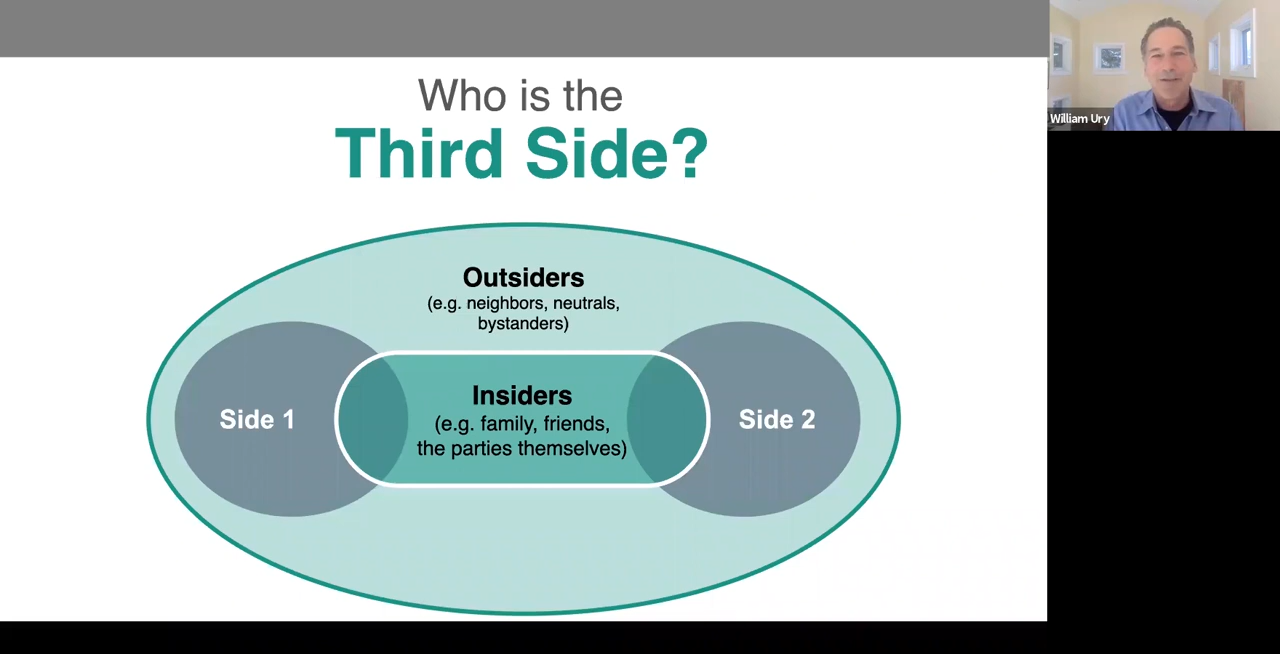 Who is the
Third Side?
William Ury
Outsiders
(e.g. neighbors, neutrals,
bystanders)
Side 1
Insiders
(e.g. family, friends,
the parties themselves)
Side 2